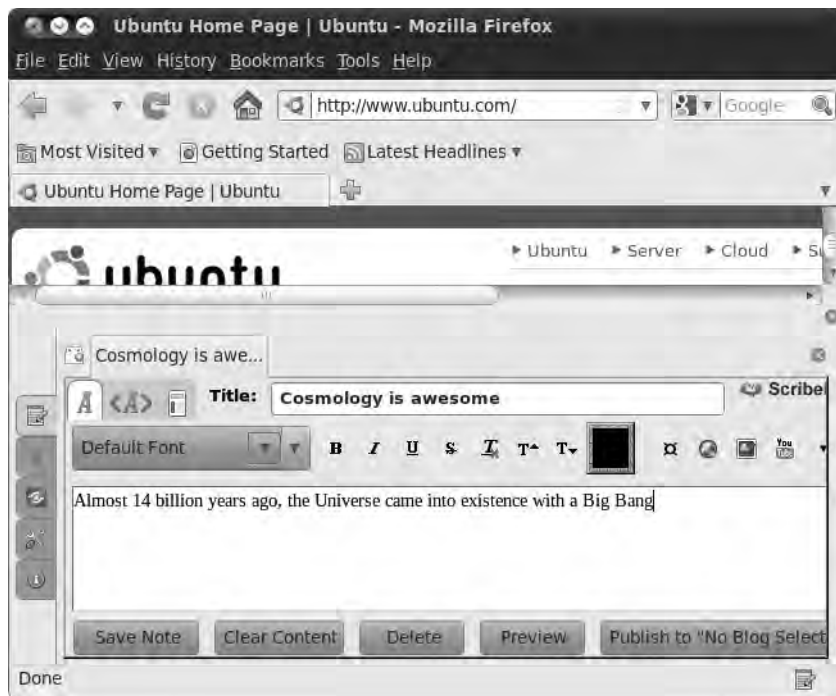 Ubuntu Home Page | Ubuntu - Mozilla Firefox
File Edit View History Bookmarks Tools Help
http://www.ubuntu.com/ Google
Most Visited Getting Started Latest Headlines
Ubuntu Home Page | Ubuntu
ubuntu Ubuntu Server Cloud
Cosmology is awe...
A <A> Title: Cosmology is awesome Scribe
Default Font B I U S T T T You Tube
Almost 14 billion years ago, the Universe came into existence with a Big Bang
Save Note Clear Content Delete Preview Publish to "No Blog Select
Done